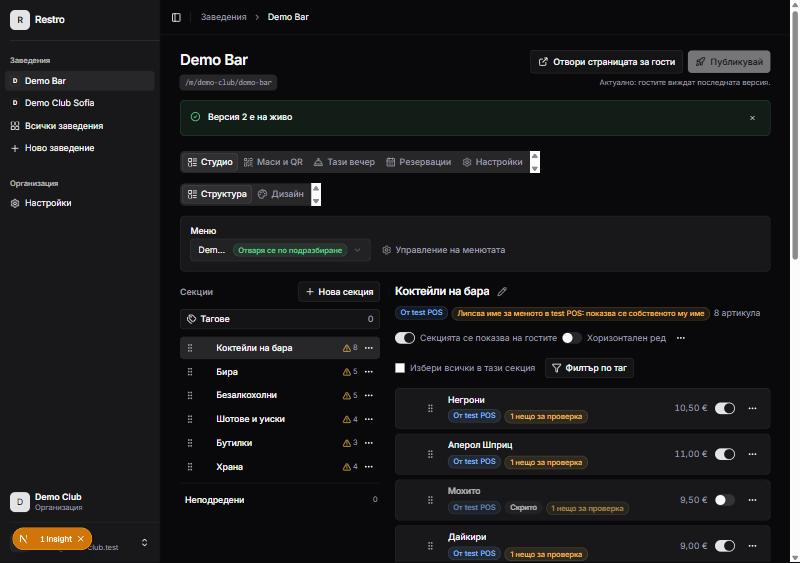 R Restro
Заведения
D Demo Bar
D Demo Club Sofia
Всички заведения
Ново заведение
Организация
Настройки
D Demo Club
Организация
N 1 Insight ×
club.test
Заведения > Demo Bar
Demo Bar
/m/demo-club/demo-bar
Отвори страницата за гости
Публикувай
Актуално: гостите виждат последната версия.
Версия 2 е на живо
Студио Маси и QR Тази вечер Резервации Настройки
Структура Дизайн
Меню
Dem... Отваря се по подразбиране
Управление на менютата
Секции
+ Нова секция
Тагове 0
Коктейли на бара 8
Бира 5
Безалкохолни 5
Шотове и уиски 4
Бутилки 3
Храна 4
Неподредени 0
Коктейли на бара
От test POS Липсва име за менюто в test POS: показва се собственото му име 8 артикула
Секцията се показва на гостите Хоризонтален ред
Избери всички в тази секция Филтър по таг
Негрони
От test POS 1 нещо за проверка
10,50 €
Аперол Шприц
От test POS 1 нещо за проверка
11,00 €
Мохито
От test POS Скрито 1 нещо за проверка
9,50 €
Дайкири
От test POS 1 нещо за проверка
9,00 €